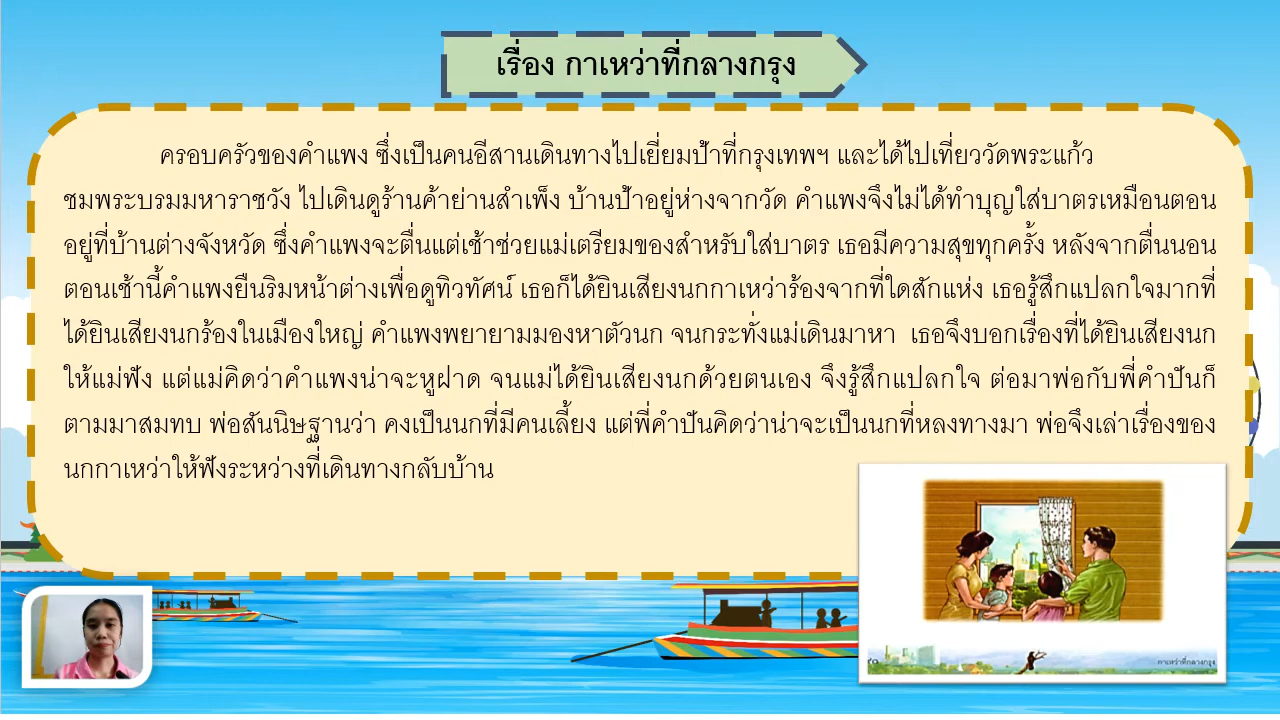 เรื่อง กาเหว่าที่กลางกรุง
ครอบครัวของคำแพง ซึ่งเป็นคนอีสานเดินทางไปเยี่ยมป้าที่กรุงเทพฯ และได้ไปเที่ยววัดพระแก้ว
ชมพระบรมมหาราชวัง ไปเดินดูร้านค้าย่านสำเพ็ง บ้านป้าอยู่ห่างจากวัด คำแพงจึงไม่ได้ทำบุญใส่บาตรเหมือนตอน
อยู่ที่บ้านต่างจังหวัด ซึ่งคำแพงจะตื่นแต่เช้าช่วยแม่เตรียมของสำหรับใส่บาตร เธอมีความสุขทุกครั้ง หลังจากตื่นนอน
ตอนเช้านี้คำแพงยืนริมหน้าต่างเพื่อดูทิวทัศน์ เธอก็ได้ยินเสียงนกกาเหว่าร้องจากที่ใดสักแห่ง เธอรู้สึกแปลกใจมากที่
ได้ยินเสียงนกร้องในเมืองใหญ่ คำแพงพยายามมองหาตัวนก จนกระทั่งแม่เดินมาหา เธอจึงบอกเรื่องที่ได้ยินเสียงนก
ให้แม่ฟัง แต่แม่คิดว่าคำแพงน่าจะหูฝาด จนแม่ได้ยินเสียงนกด้วยตนเอง จึงรู้สึกแปลกใจ ต่อมาพ่อกับพี่คำปันก็
ตามมาสมทบ พ่อสันนิษฐานว่า คงเป็นนกที่มีคนเลี้ยง แต่พี่คำปันคิดว่าน่าจะเป็นนกที่หลงทางมา พ่อจึงเล่าเรื่องของ
นกกาเหว่าให้ฟังระหว่างที่เดินทางกลับบ้าน
กาเหว่าที่กลางกรุง